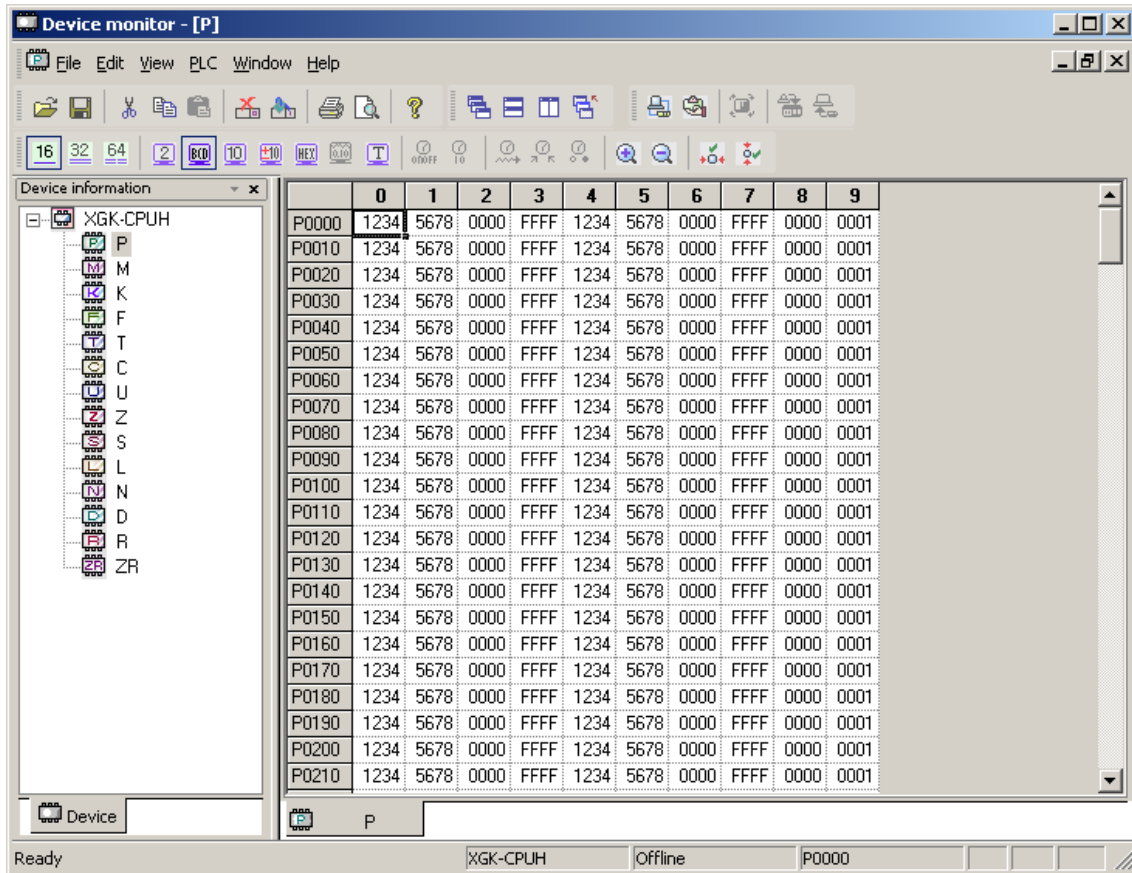 Device monitor - [P]
File Edit View PLC Window Help
16 32 64 2 BCD 10 ±10 HEX T
Device information
XGK-CPUH
P
M
K
F
T
C
U
Z
S
L
N
D
R
ZR ZR
0 1 2 3 4 5 6 7 8 9
P0000 1234 5678 0000 FFFF 1234 5678 0000 FFFF 0000 0001
P0010 1234 5678 0000 FFFF 1234 5678 0000 FFFF 0000 0001
P0020 1234 5678 0000 FFFF 1234 5678 0000 FFFF 0000 0001
P0030 1234 5678 0000 FFFF 1234 5678 0000 FFFF 0000 0001
P0040 1234 5678 0000 FFFF 1234 5678 0000 FFFF 0000 0001
P0050 1234 5678 0000 FFFF 1234 5678 0000 FFFF 0000 0001
P0060 1234 5678 0000 FFFF 1234 5678 0000 FFFF 0000 0001
P0070 1234 5678 0000 FFFF 1234 5678 0000 FFFF 0000 0001
P0080 1234 5678 0000 FFFF 1234 5678 0000 FFFF 0000 0001
P0090 1234 5678 0000 FFFF 1234 5678 0000 FFFF 0000 0001
P0100 1234 5678 0000 FFFF 1234 5678 0000 FFFF 0000 0001
P0110 1234 5678 0000 FFFF 1234 5678 0000 FFFF 0000 0001
P0120 1234 5678 0000 FFFF 1234 5678 0000 FFFF 0000 0001
P0130 1234 5678 0000 FFFF 1234 5678 0000 FFFF 0000 0001
P0140 1234 5678 0000 FFFF 1234 5678 0000 FFFF 0000 0001
P0150 1234 5678 0000 FFFF 1234 5678 0000 FFFF 0000 0001
P0160 1234 5678 0000 FFFF 1234 5678 0000 FFFF 0000 0001
P0170 1234 5678 0000 FFFF 1234 5678 0000 FFFF 0000 0001
P0180 1234 5678 0000 FFFF 1234 5678 0000 FFFF 0000 0001
P0190 1234 5678 0000 FFFF 1234 5678 0000 FFFF 0000 0001
P0200 1234 5678 0000 FFFF 1234 5678 0000 FFFF 0000 0001
P0210 1234 5678 0000 FFFF 1234 5678 0000 FFFF 0000 0001
Device
P
Ready XGK-CPUH Offline P0000